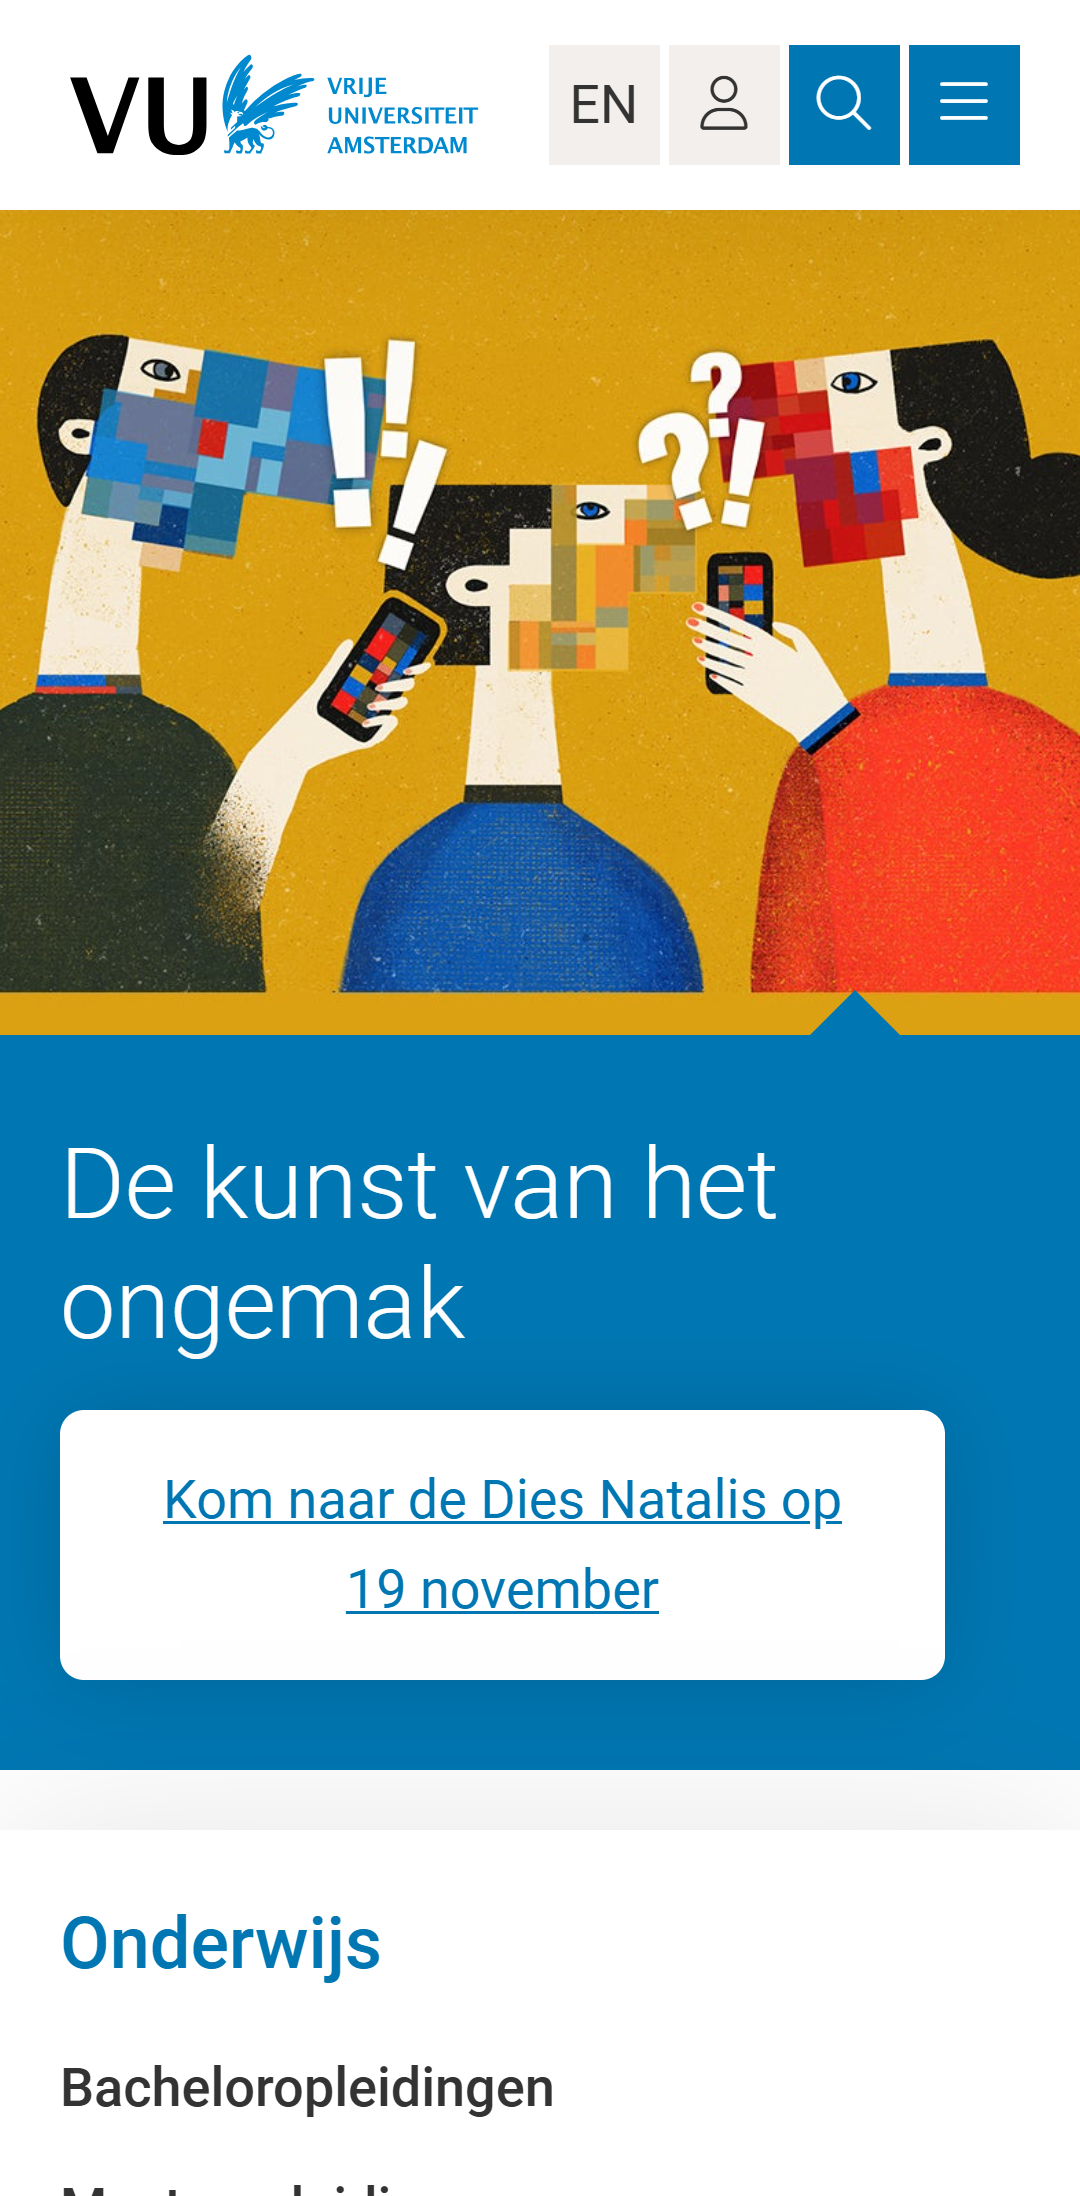 VU
VRIJE
UNIVERSITEIT
AMSTERDAM
EN
!! !
? ? !
De kunst van het
ongemak
Kom naar de Dies Natalis op
19 november
Onderwijs
Bacheloropleidingen